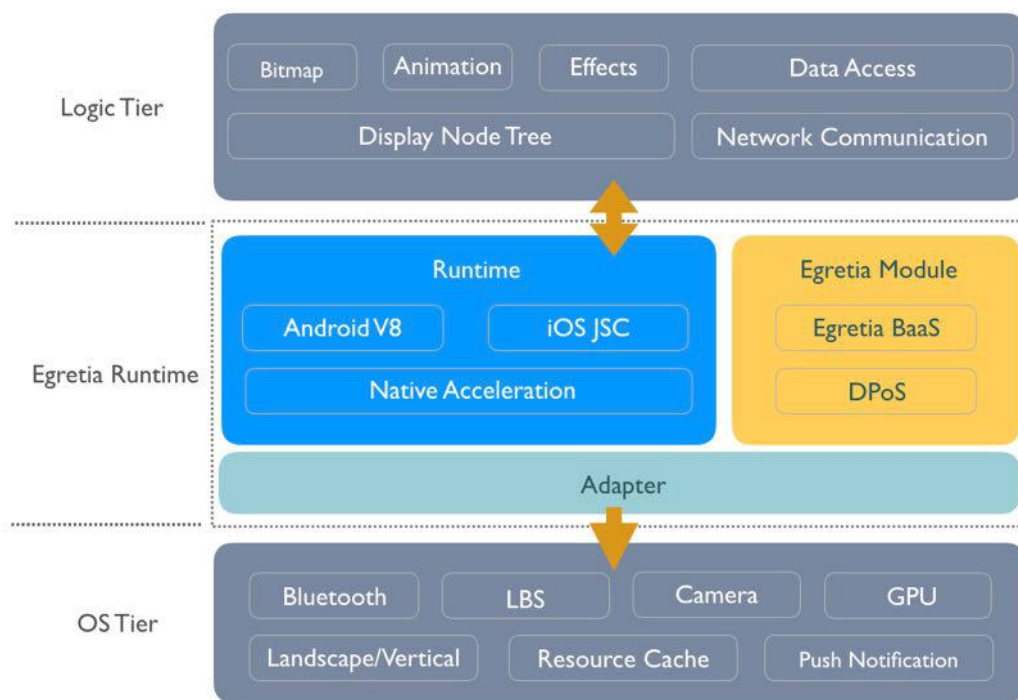 Logic Tier
Bitmap
Animation
Effects
Data Access
Display Node Tree
Network Communication
Egretia Runtime
Runtime
Android V8
iOS JSC
Native Acceleration
Egretia Module
Egretia BaaS
DPoS
Adapter
OS Tier
Bluetooth
LBS
Camera
GPU
Landscape/Vertical
Resource Cache
Push Notification